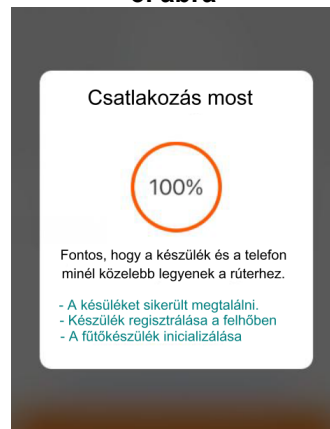 Csatlakozás most
100%
Fontos, hogy a készülék és a telefon
minél közelebb legyenek a rúterhez.
- A késüléket sikerült megtalálni.
- Készülék regisztrálása a felhőben
- A fűtőkészülék inicializálása